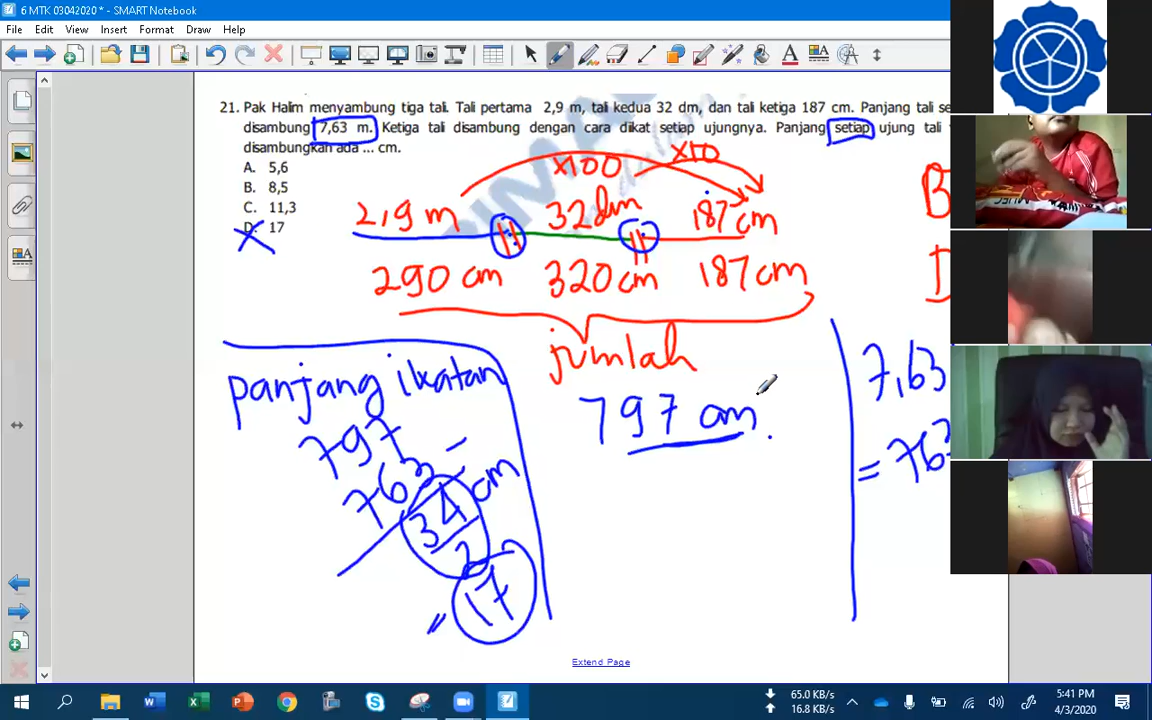 6 MTK 03042020 * - SMART Notebook
File Edit View Insert Format Draw Help
21. Pak Halim menyambung tiga tali. Tali pertama 2,9 m, tali kedua 32 dm, dan tali ketiga 187 cm. Panjang tali se
disambung 7,63 m. Ketiga tali disambung dengan cara diikat setiap ujungnya. Panjang setiap ujung tali
disambungkan ada ... cm.
A. 5,6
B. 8,5
C. 11,3
D. 17
x100 x10
2,9 m 32 dm 187 cm
290 cm 320 cm 187 cm
jumlah
797 cm
panjang ikatan
797
763 -
34 cm
2
= 17
7,63
= 763
Extend Page
65.0 KB/s
16.8 KB/s
5:41 PM
4/3/2020